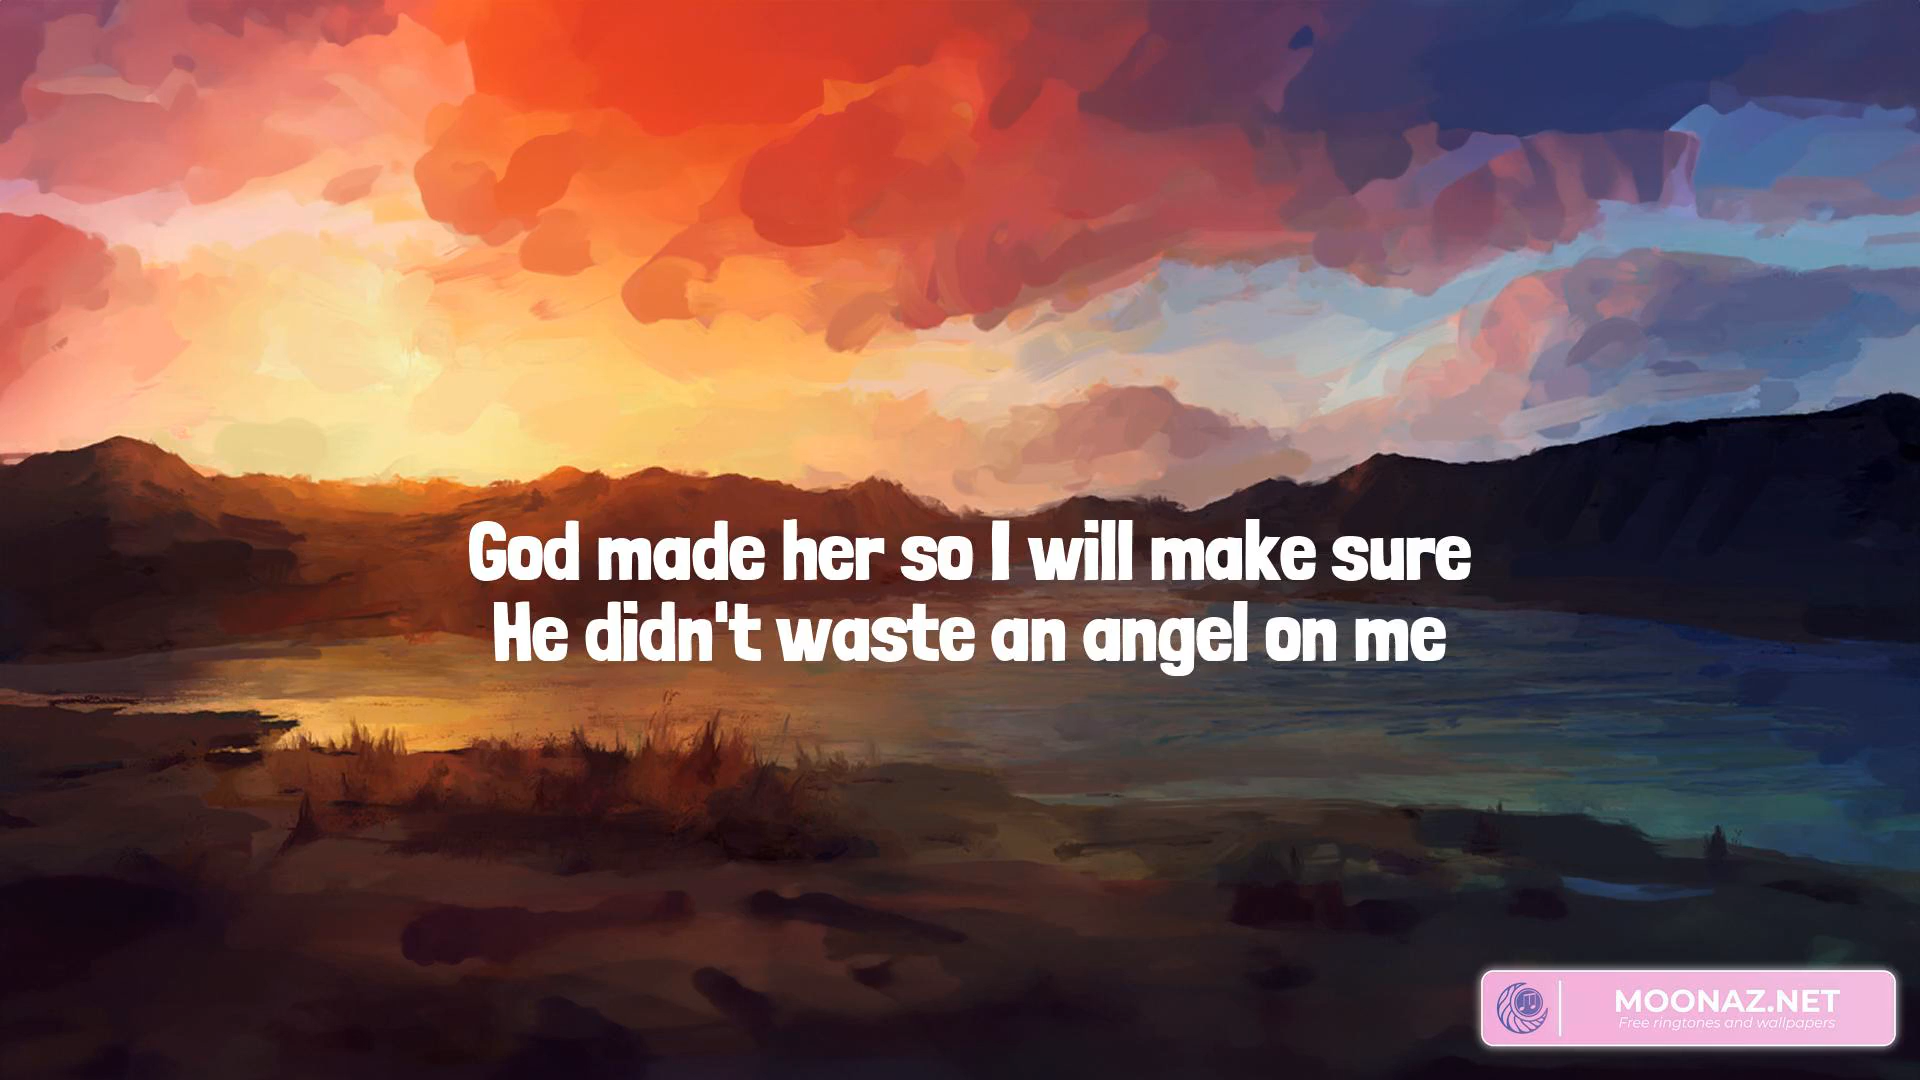 God made her so I will make sure
He didn't waste an angel on me
MOONAZ.NET
Free ringtones and wallpapers